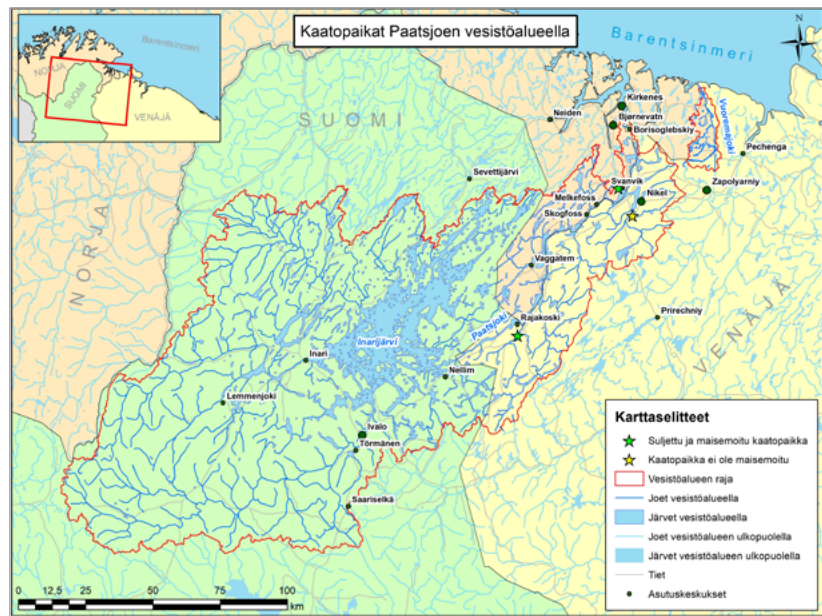 Kaatopaikat Paatsjoen vesistöalueella
Barentsinmeri
NORJA
SUOMI
VENÄJÄ
Barentsinmeri
N
Kirkenes
Bjørnevatn
Neiden
Borisoglebskiy
Vuoremajoki
Pechenga
SUOMI
Sevettijärvi
Svanvik
Nikel
Zapolyarniy
Melkefoss
Skogfoss
NORJA
Vaggatem
Paatsjoki
Rajakoski
Prirechniy
Inarijärvi
VENÄJÄ
Inari
Nellim
Lemmenjoki
Ivalo
Törmänen
Saariselkä
Karttaselitteet
Suljettu ja maisemoitu kaatopaikka
Kaatopaikka ei ole maisemoitu
Vesistöalueen raja
Joet vesistöalueella
Järvet vesistöalueella
Joet vesistöalueen ulkopuolella
Järvet vesistöalueen ulkopuolella
Tiet
Asutuskeskukset
0 12,5 25 50 75 100
km